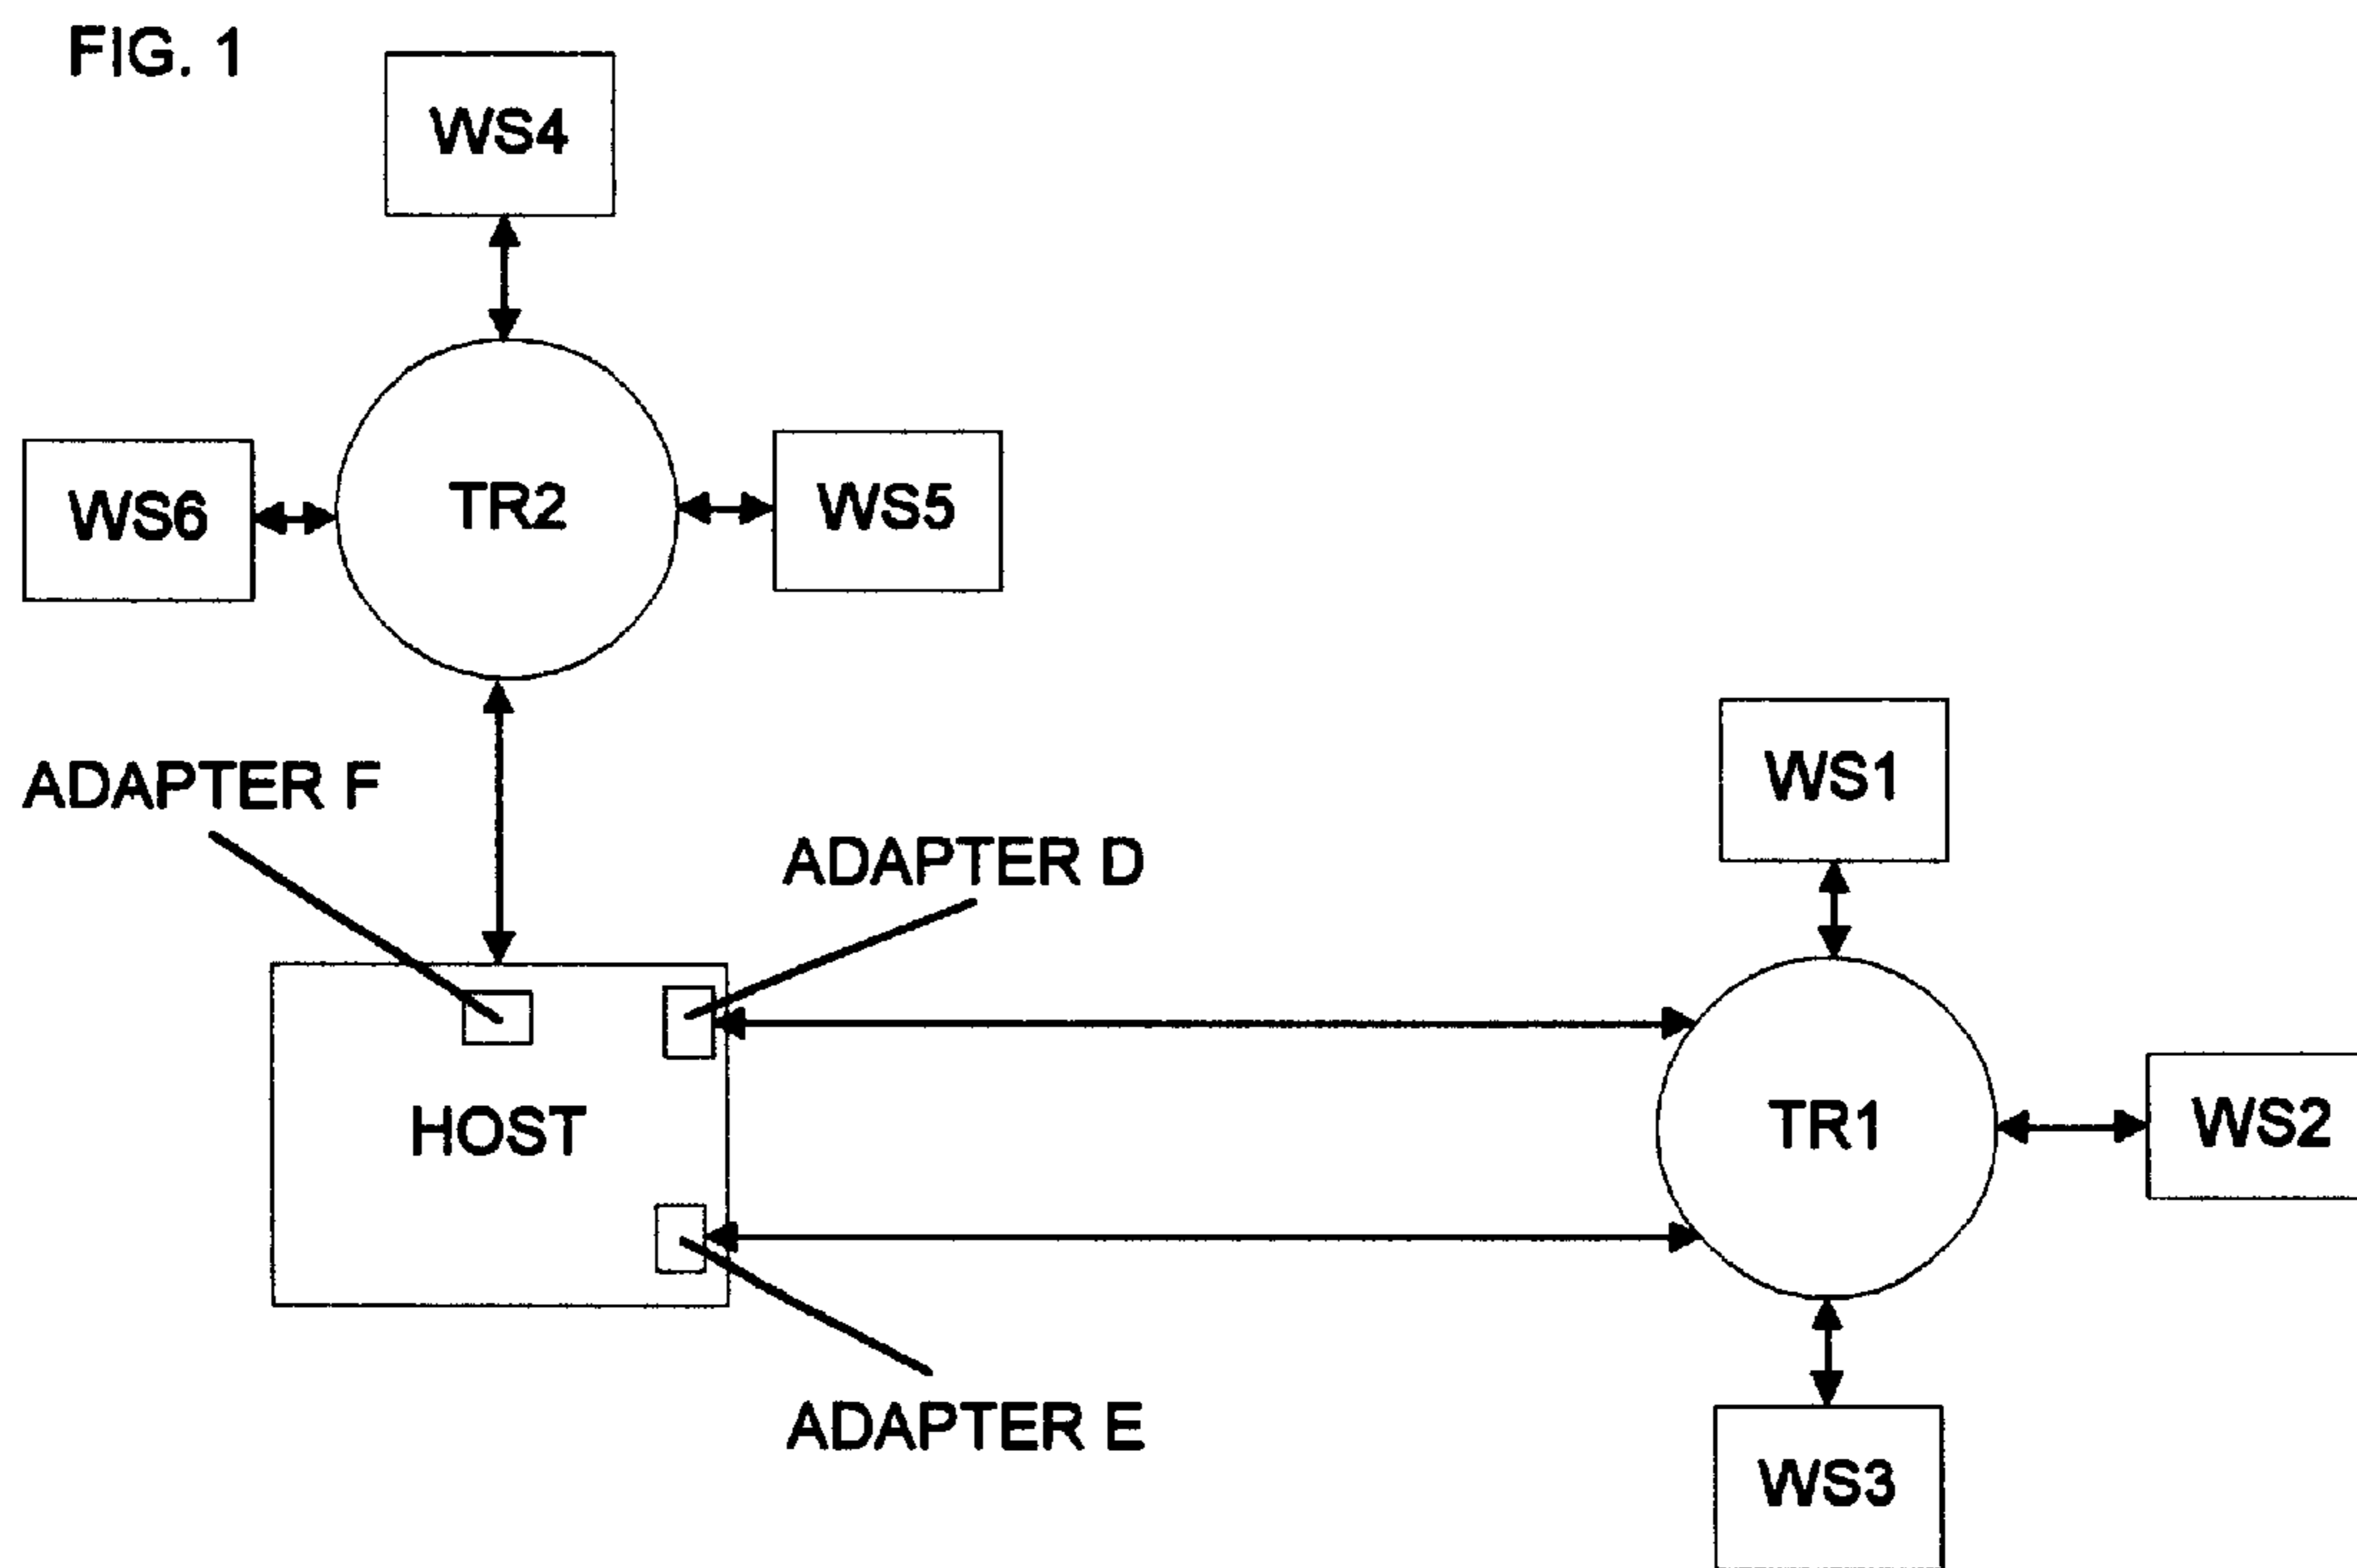 FIG. 1
WS4
WS6
TR2
WS5
ADAPTER F
ADAPTER D
WS1
HOST
TR1
WS2
ADAPTER E
WS3